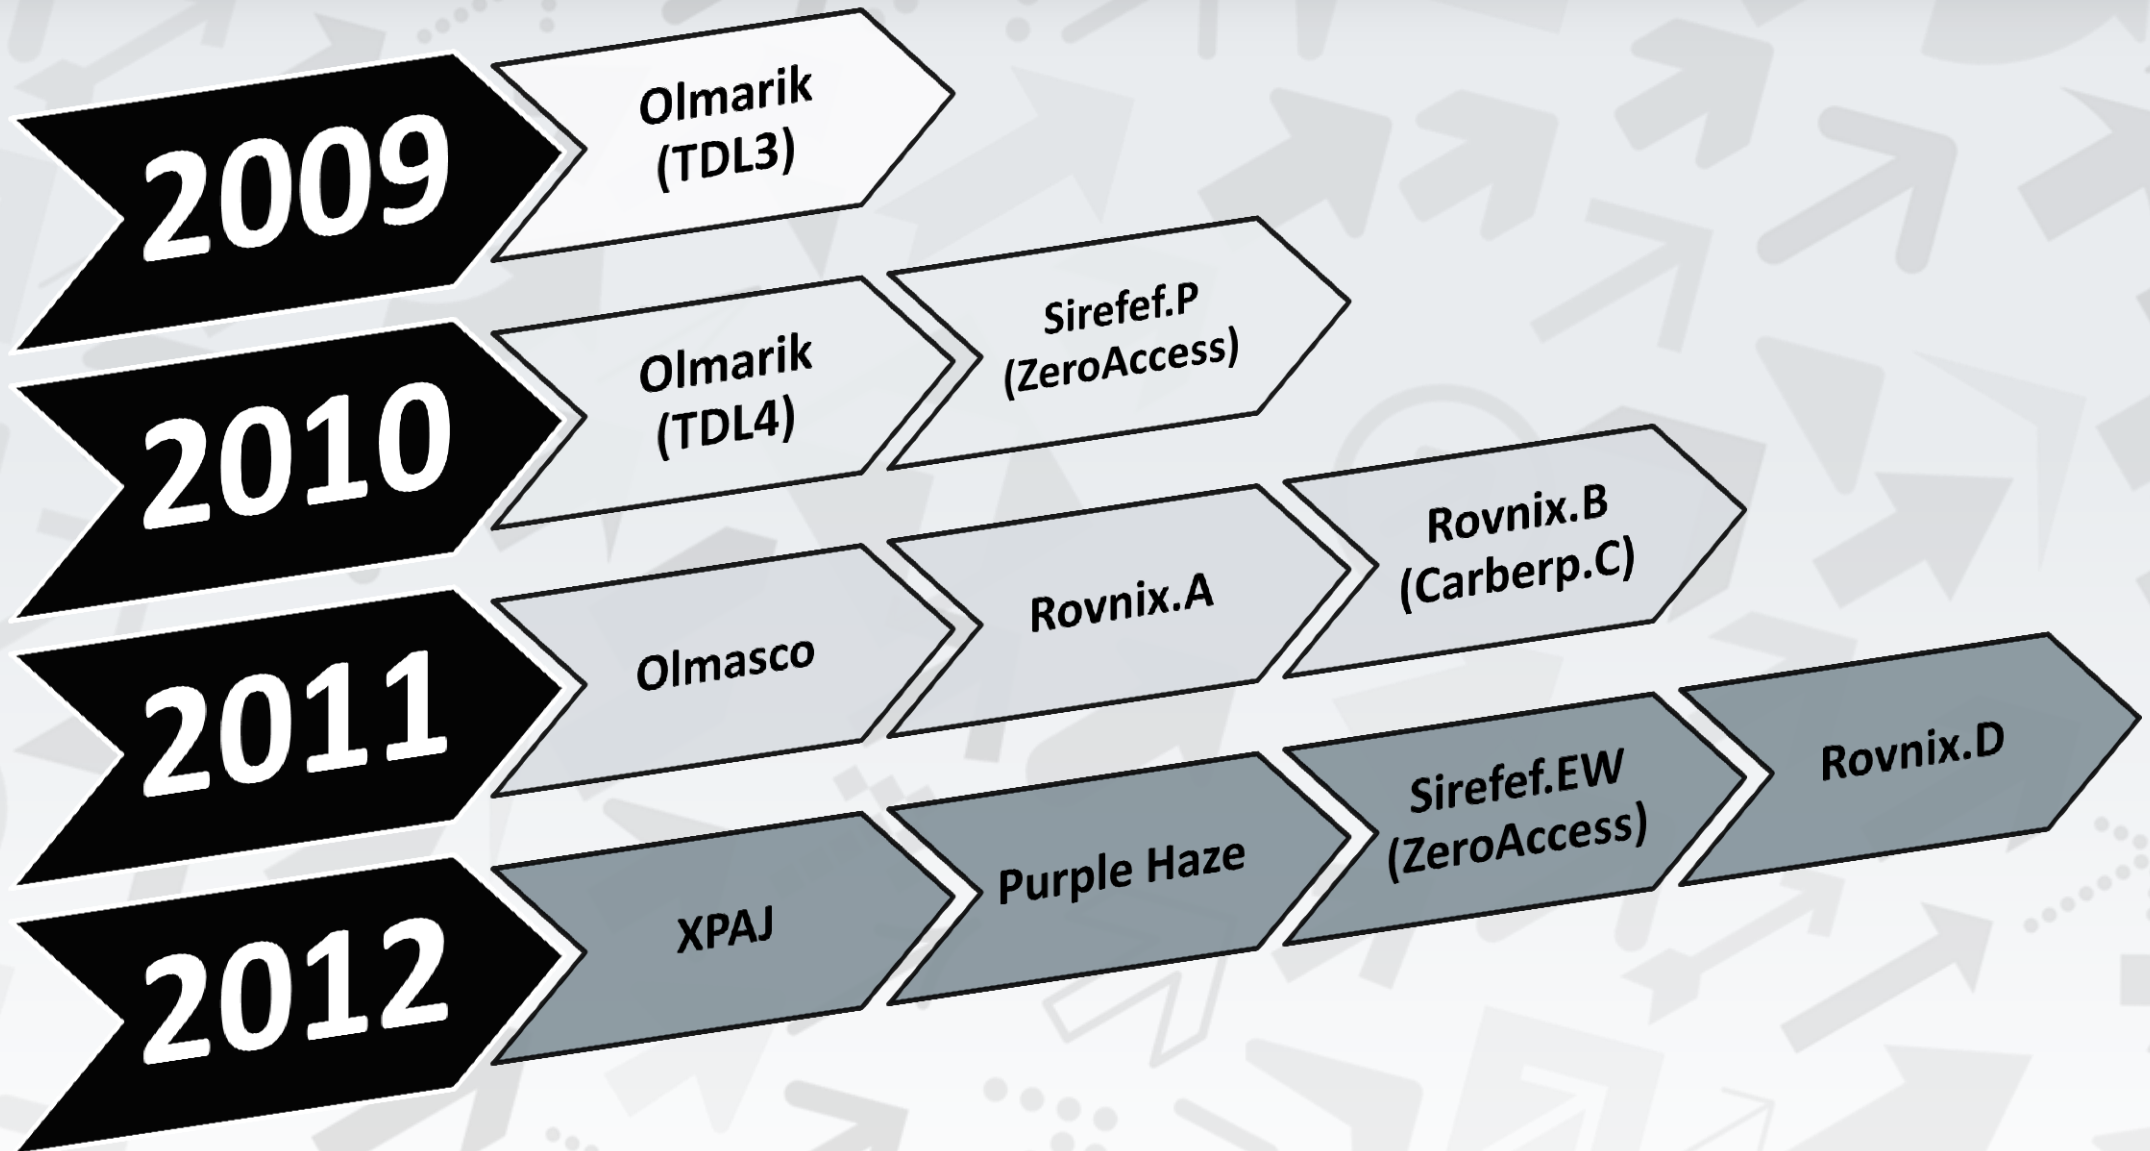 2009
Olmarik
(TDL3)
2010
Olmarik
(TDL4)
Sirefef.P
(ZeroAccess)
2011
Olmasco
Rovnix.A
Rovnix.B
(Carberp.C)
2012
XPAJ
Purple Haze
Sirefef.EW
(ZeroAccess)
Rovnix.D